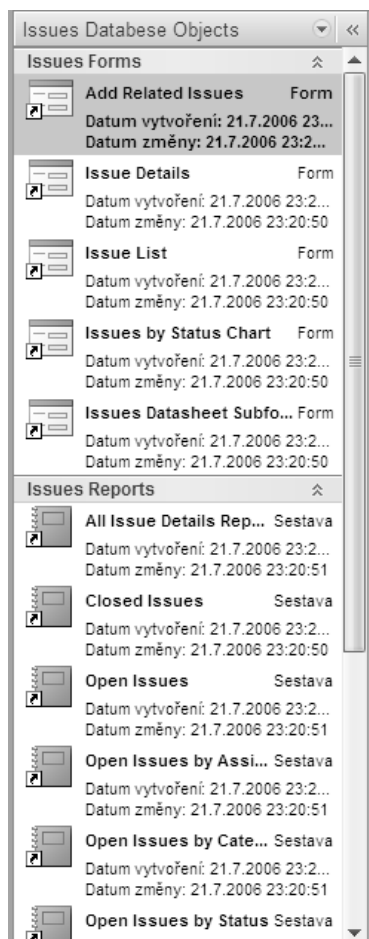 Issues Databese Objects
Issues Forms
Add Related Issues Form
Datum vytvoření: 21.7.2006 23...
Datum změny: 21.7.2006 23:2...
Issue Details Form
Datum vytvoření: 21.7.2006 23:2...
Datum změny: 21.7.2006 23:20:50
Issue List Form
Datum vytvoření: 21.7.2006 23:2...
Datum změny: 21.7.2006 23:20:50
Issues by Status Chart Form
Datum vytvoření: 21.7.2006 23:2...
Datum změny: 21.7.2006 23:20:50
Issues Datasheet Subfo... Form
Datum vytvoření: 21.7.2006 23:2...
Datum změny: 21.7.2006 23:20:50
Issues Reports
All Issue Details Rep... Sestava
Datum vytvoření: 21.7.2006 23:2...
Datum změny: 21.7.2006 23:20:51
Closed Issues Sestava
Datum vytvoření: 21.7.2006 23:2...
Datum změny: 21.7.2006 23:20:50
Open Issues Sestava
Datum vytvoření: 21.7.2006 23:2...
Datum změny: 21.7.2006 23:20:51
Open Issues by Assi... Sestava
Datum vytvoření: 21.7.2006 23:2...
Datum změny: 21.7.2006 23:20:51
Open Issues by Cate... Sestava
Datum vytvoření: 21.7.2006 23:2...
Datum změny: 21.7.2006 23:20:51
Open Issues by Status Sestava